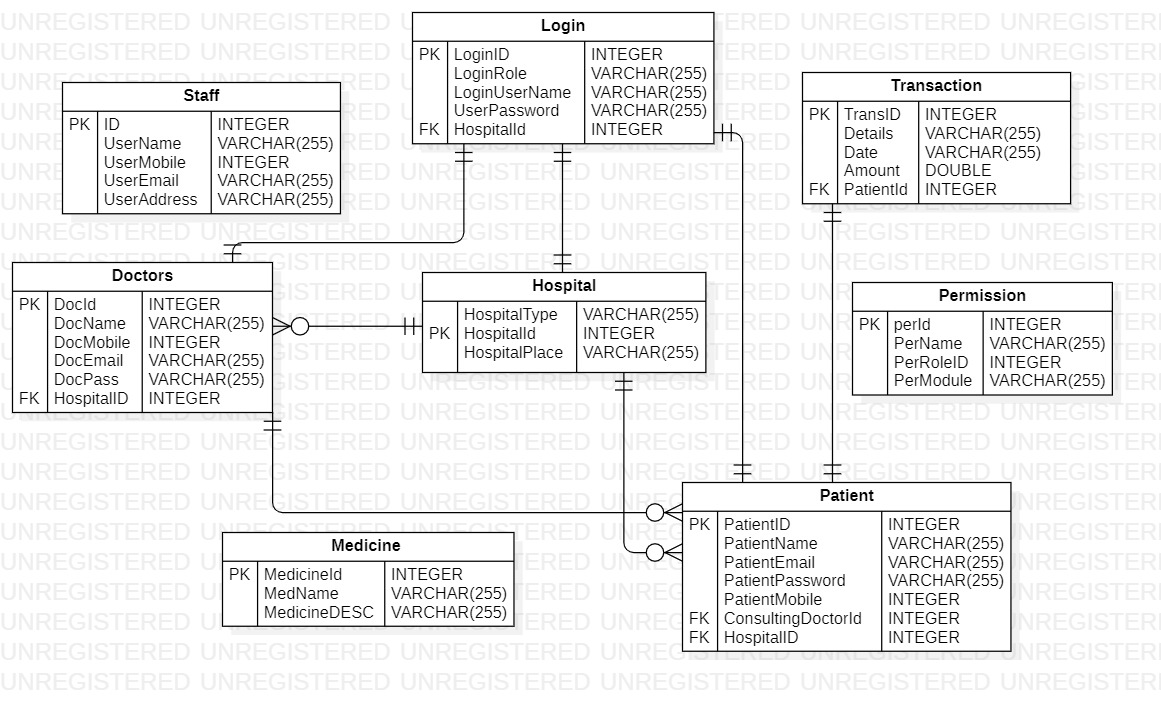 Login
PK LoginID INTEGER
LoginRole VARCHAR(255)
LoginUserName VARCHAR(255)
UserPassword VARCHAR(255)
FK HospitalId INTEGER
Staff
PK ID INTEGER
UserName VARCHAR(255)
UserMobile INTEGER
UserEmail VARCHAR(255)
UserAddress VARCHAR(255)
Transaction
PK TransID INTEGER
Details VARCHAR(255)
Date VARCHAR(255)
Amount DOUBLE
FK PatientId INTEGER
Doctors
PK DocId INTEGER
DocName VARCHAR(255)
DocMobile INTEGER
DocEmail VARCHAR(255)
DocPass VARCHAR(255)
FK HospitalID INTEGER
Hospital
HospitalType VARCHAR(255)
PK HospitalId INTEGER
HospitalPlace VARCHAR(255)
Permission
PK perId INTEGER
PerName VARCHAR(255)
PerRoleID INTEGER
PerModule VARCHAR(255)
Medicine
PK MedicineId INTEGER
MedName VARCHAR(255)
MedicineDESC VARCHAR(255)
Patient
PK PatientID INTEGER
PatientName VARCHAR(255)
PatientEmail VARCHAR(255)
PatientPassword VARCHAR(255)
PatientMobile INTEGER
FK ConsultingDoctorId INTEGER
FK HospitalID INTEGER
UNREGISTERED UNREGISTERED UNREGISTERED UNREGISTERED UNREGISTERED